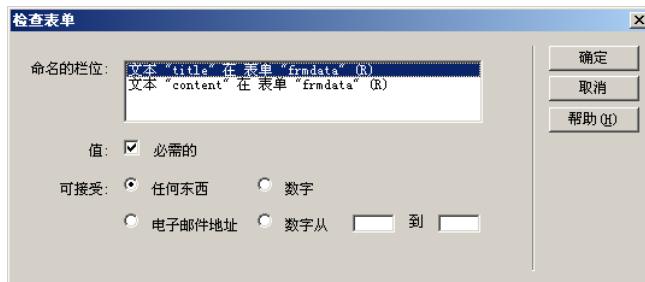 检查表单
命名的栏位: 文本 "title" 在 表单 "frmdata" (R) 确定
文本 "content" 在 表单 "frmdata" (R)
取消
帮助(H)
值: 必需的
可接受: 任何东西 数字
电子邮件地址 数字从 到